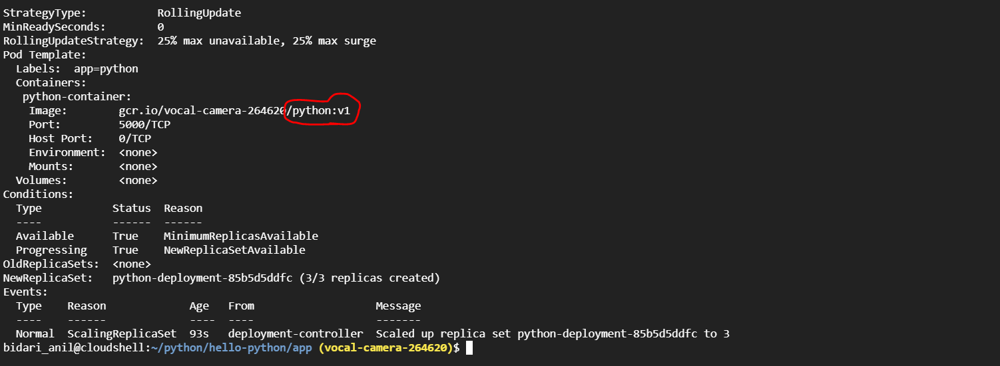 StrategyType:           RollingUpdate
MinReadySeconds:        0
RollingUpdateStrategy:  25% max unavailable, 25% max surge
Pod Template:
  Labels:  app=python
  Containers:
   python-container:
    Image:        gcr.io/vocal-camera-264620/python:v1
    Port:         5000/TCP
    Host Port:    0/TCP
    Environment:  <none>
    Mounts:       <none>
  Volumes:        <none>
Conditions:
  Type           Status  Reason
  ----           ------  ------
  Available      True    MinimumReplicasAvailable
  Progressing    True    NewReplicaSetAvailable
OldReplicaSets:  <none>
NewReplicaSet:   python-deployment-85b5d5ddfc (3/3 replicas created)
Events:
  Type    Reason             Age   From                   Message
  ----    ------             ----  ----                   -------
  Normal  ScalingReplicaSet  93s   deployment-controller  Scaled up replica set python-deployment-85b5d5ddfc to 3
bidari_anil@cloudshell:~/python/hello-python/app (vocal-camera-264620)$